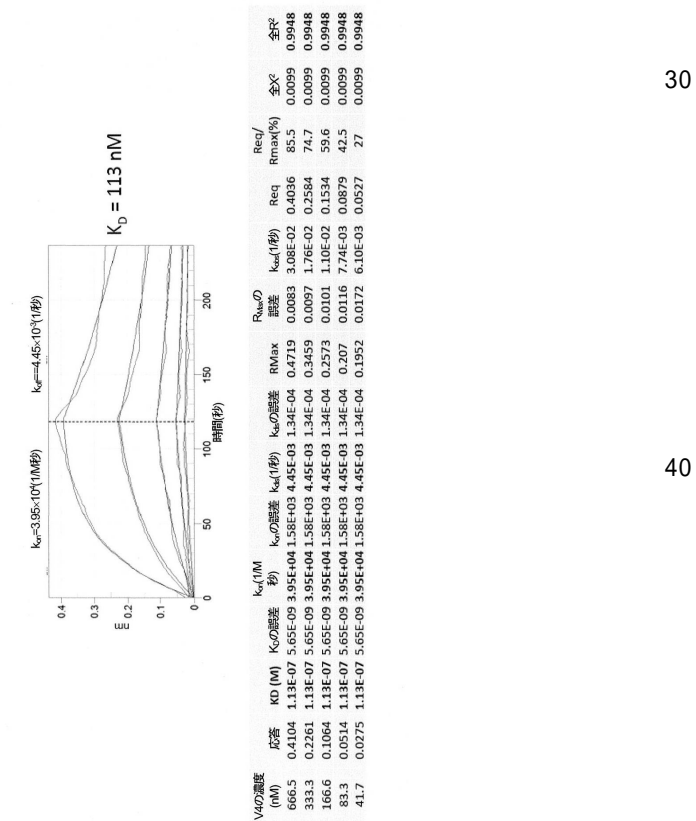 kon=3.95×10⁴(1/M秒)
koff==4.45×10⁻³(1/秒)
KD = 113 nM
0.4
0.3
0.2
0.1
0
nm
0
50
100
150
200
時間(秒)
V4の濃度 (nM) 応答 KD (M) KDの誤差 kon(1/M秒) konの誤差 kdis(1/秒) kdisの誤差 RMax RMaxの誤差 kobs(1/秒) Req Req/Rmax(%) 全X² 全R²
666.5 0.4104 1.13E-07 5.65E-09 3.95E+04 1.58E+03 4.45E-03 1.34E-04 0.4719 0.0083 3.08E-02 0.4036 85.5 0.0099 0.9948
333.3 0.2261 1.13E-07 5.65E-09 3.95E+04 1.58E+03 4.45E-03 1.34E-04 0.3459 0.0097 1.76E-02 0.2584 74.7 0.0099 0.9948
166.6 0.1064 1.13E-07 5.65E-09 3.95E+04 1.58E+03 4.45E-03 1.34E-04 0.2573 0.0101 1.10E-02 0.1534 59.6 0.0099 0.9948
83.3 0.0514 1.13E-07 5.65E-09 3.95E+04 1.58E+03 4.45E-03 1.34E-04 0.207 0.0116 7.74E-03 0.0879 42.5 0.0099 0.9948
41.7 0.0275 1.13E-07 5.65E-09 3.95E+04 1.58E+03 4.45E-03 1.34E-04 0.1952 0.0172 6.10E-03 0.0527 27 0.0099 0.9948
30
40